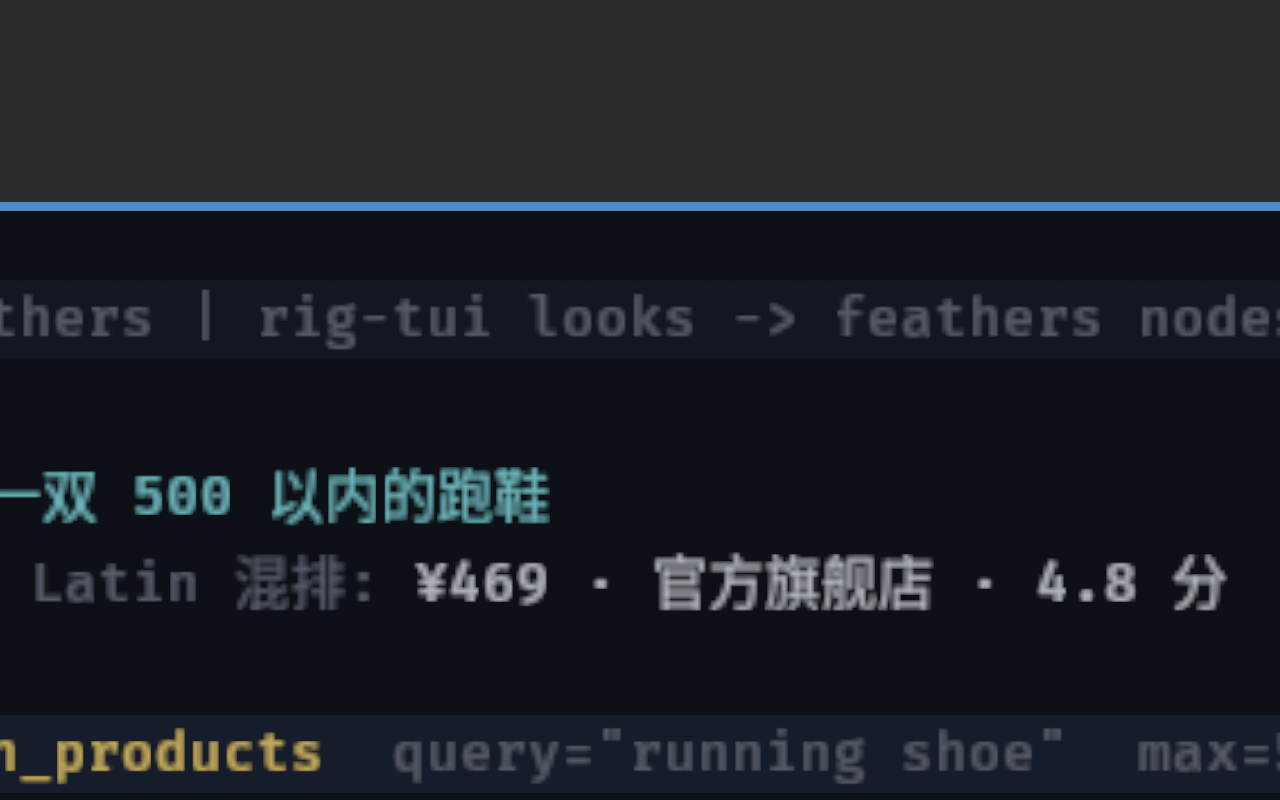 thers | rig-tui looks -> feathers node
一双 500 以内的跑鞋
Latin 混排: ¥469 · 官方旗舰店 · 4.8 分
_products query="running shoe" max=